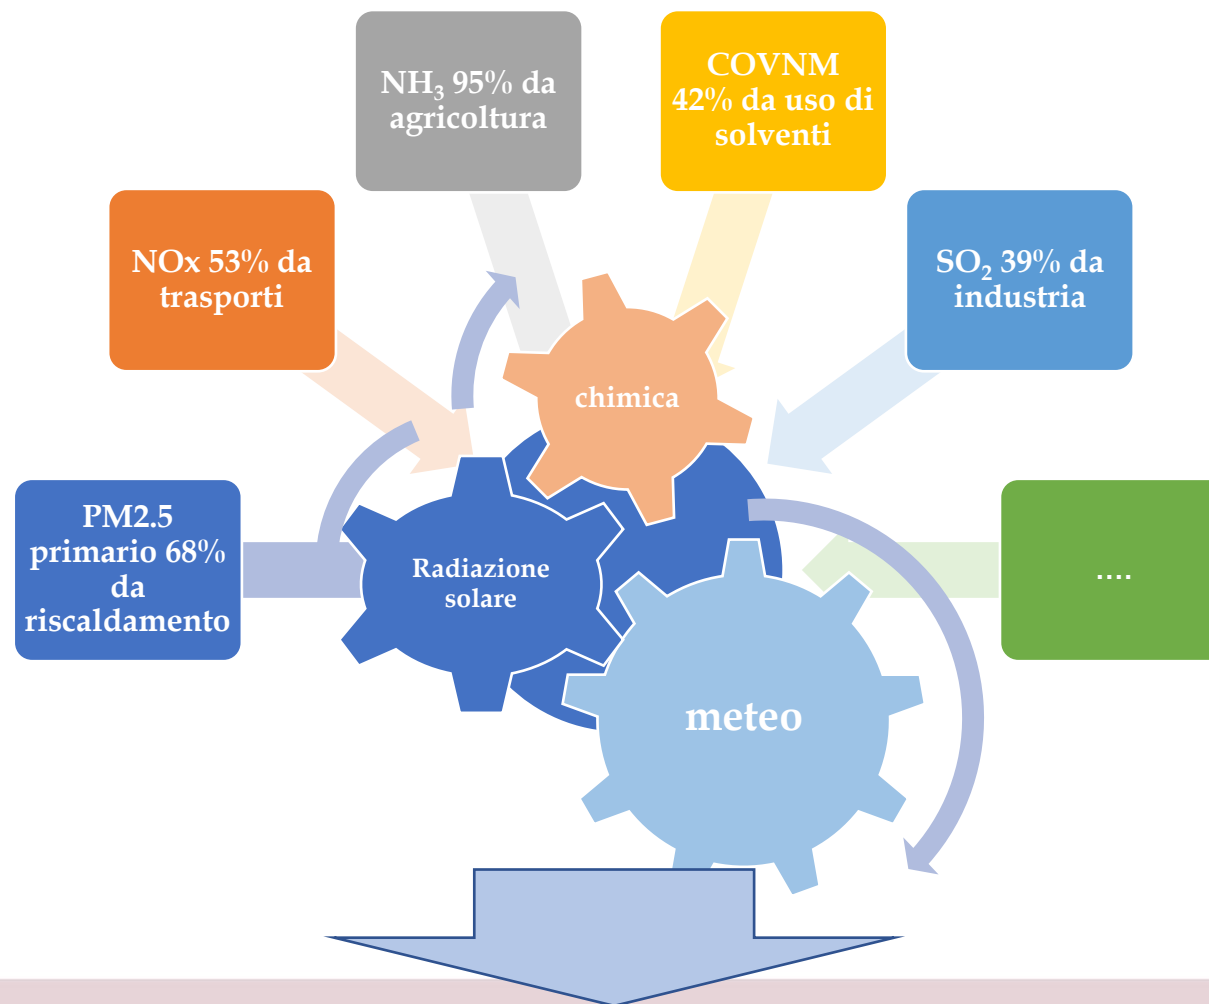 NH₃ 95% da
agricoltura
COVNM
42% da uso di
solventi
NOx 53% da
trasporti
SO₂ 39% da
industria
chimica
PM2.5
primario 68%
da
riscaldamento
Radiazione
solare
....
meteo